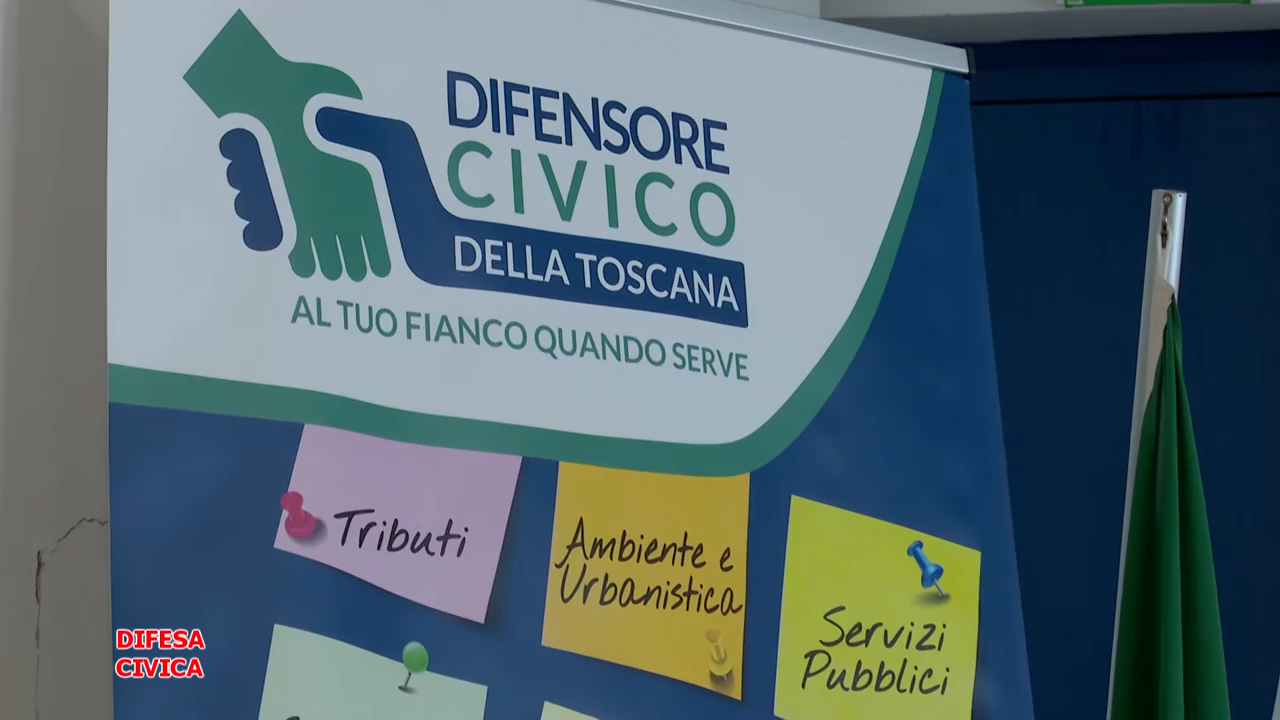 DIFENSORE
CIVICO
DELLA TOSCANA
AL TUO FIANCO QUANDO SERVE
Tributi
Ambiente e
Urbanistica
Servizi
Pubblici
DIFESA
CIVICA